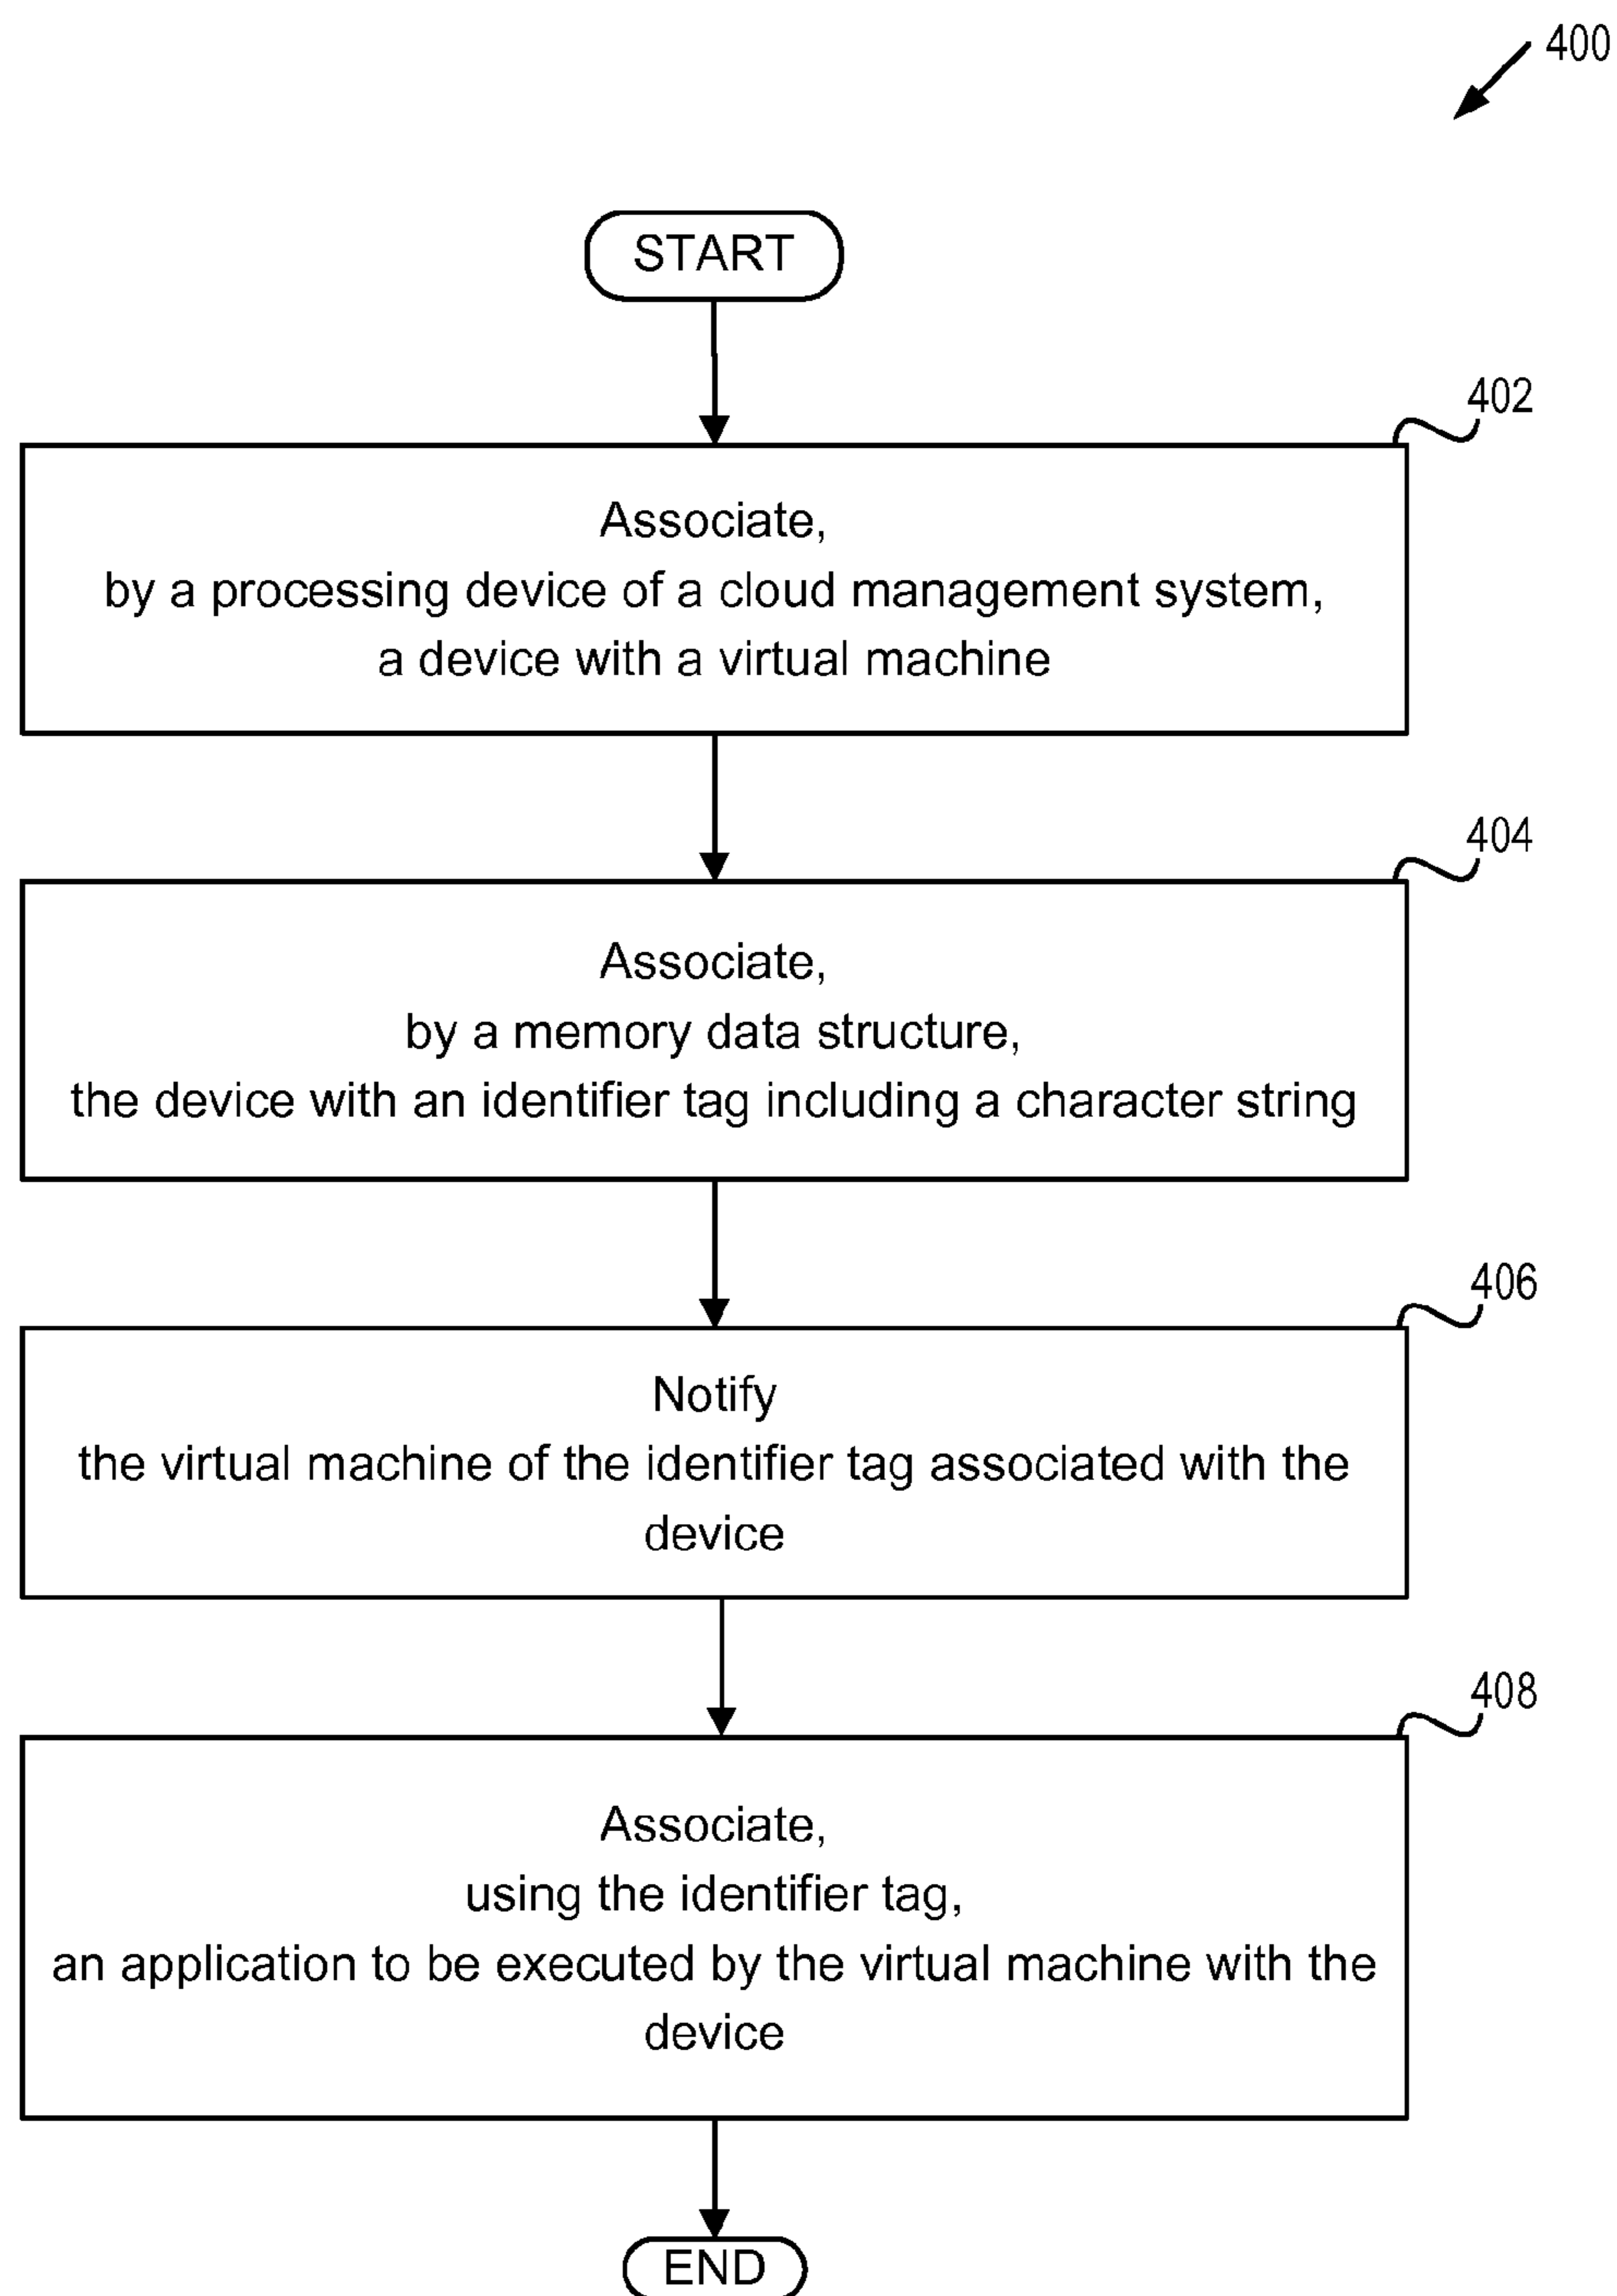 400
START
402
Associate,
by a processing device of a cloud management system,
a device with a virtual machine
404
Associate,
by a memory data structure,
the device with an identifier tag including a character string
406
Notify
the virtual machine of the identifier tag associated with the
device
408
Associate,
using the identifier tag,
an application to be executed by the virtual machine with the
device
END